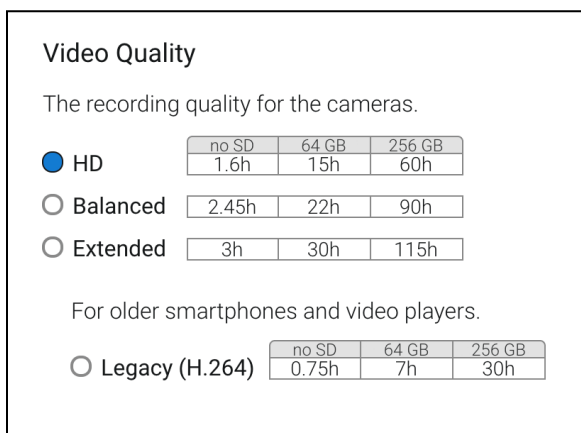 Video Quality
The recording quality for the cameras.
no SD 64 GB 256 GB
HD 1.6h 15h 60h
Balanced 2.45h 22h 90h
Extended 3h 30h 115h
For older smartphones and video players.
no SD 64 GB 256 GB
Legacy (H.264) 0.75h 7h 30h